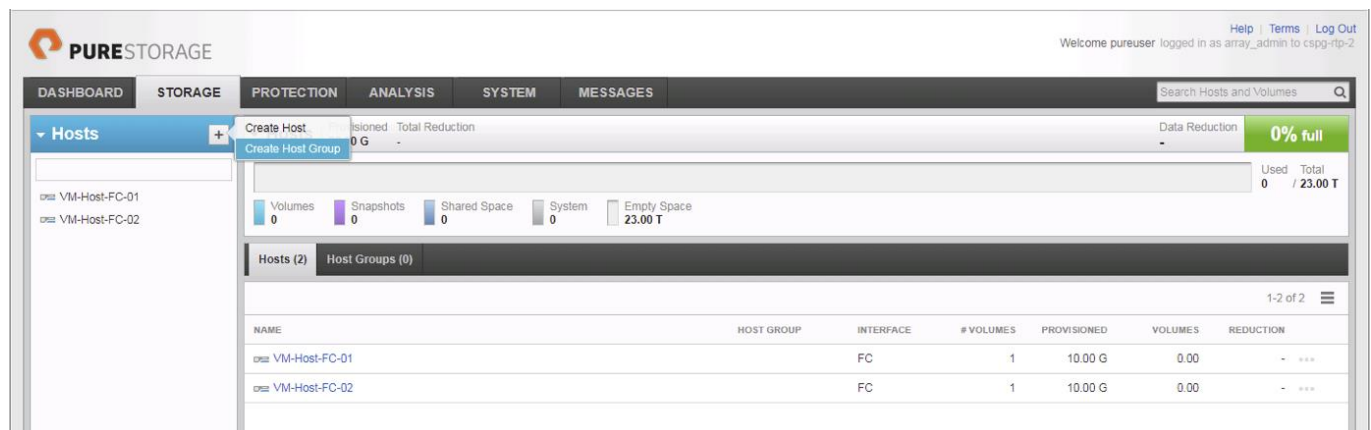 Help | Terms | Log Out
PURESTORAGE
Welcome pureuser logged in as array_admin to cspg-rtp-2
DASHBOARD STORAGE PROTECTION ANALYSIS SYSTEM MESSAGES Search Hosts and Volumes
Hosts +
Create Host
Create Host Group
Total Reduction
0 G -
Data Reduction
-
0% full
VM-Host-FC-01
VM-Host-FC-02
Used Total
0 / 23.00 T
Volumes Snapshots Shared Space System Empty Space
0 0 0 0 23.00 T
Hosts (2) Host Groups (0)
1-2 of 2
NAME HOST GROUP INTERFACE # VOLUMES PROVISIONED VOLUMES REDUCTION
VM-Host-FC-01 FC 1 10.00 G 0.00 -
VM-Host-FC-02 FC 1 10.00 G 0.00 -